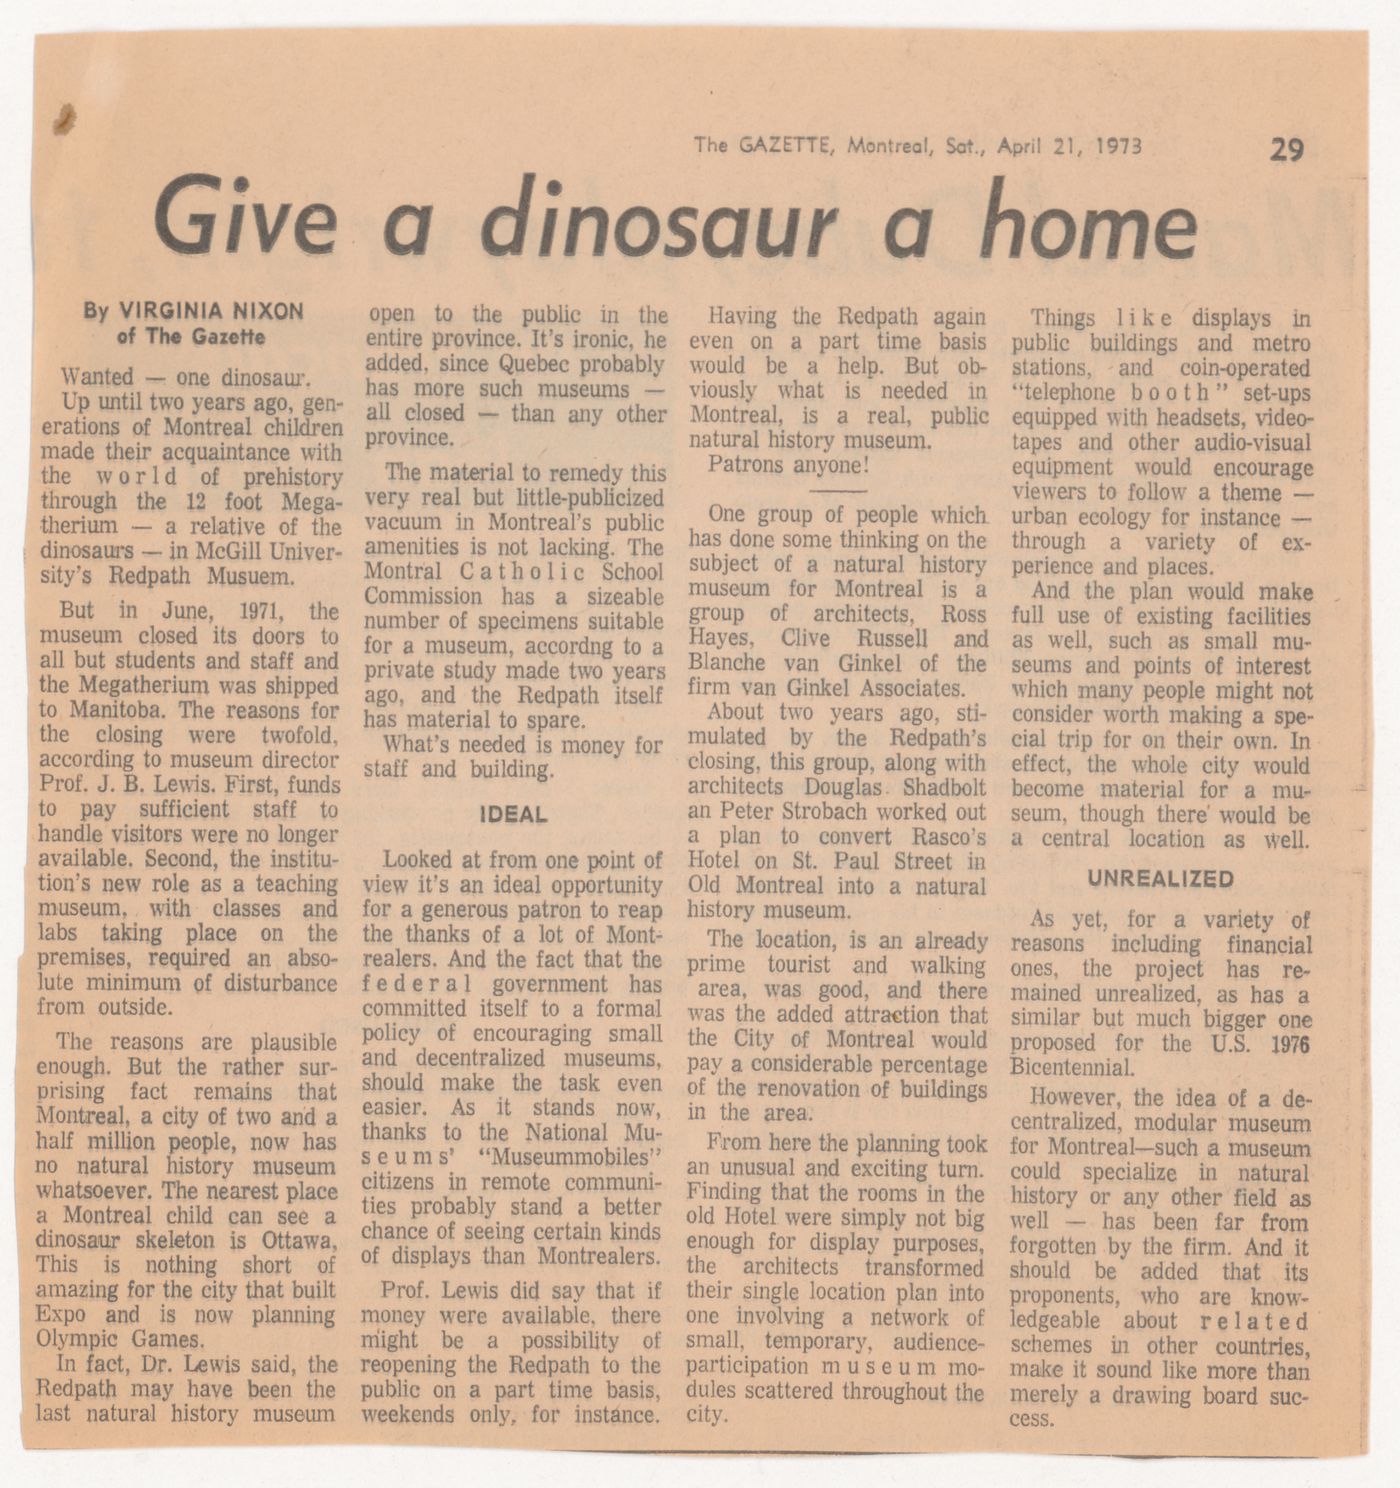 The GAZETTE, Montreal, Sat., April 21, 1973
29
Give a dinosaur a home
By VIRGINIA NIXON
of The Gazette
Wanted — one dinosaur.
Up until two years ago, gen-
erations of Montreal children
made their acquaintance with
the world of prehistory
through the 12 foot Mega-
therium — a relative of the
dinosaurs — in McGill Univer-
sity's Redpath Musuem.
But in June, 1971, the
museum closed its doors to
all but students and staff and
the Megatherium was shipped
to Manitoba. The reasons for
the closing were twofold,
according to museum director
Prof. J. B. Lewis. First, funds
to pay sufficient staff to
handle visitors were no longer
available. Second, the institu-
tion's new role as a teaching
museum, with classes and
labs taking place on the
premises, required an abso-
lute minimum of disturbance
from outside.
The reasons are plausible
enough. But the rather sur-
prising fact remains that
Montreal, a city of two and a
half million people, now has
no natural history museum
whatsoever. The nearest place
a Montreal child can see a
dinosaur skeleton is Ottawa,
This is nothing short of
amazing for the city that built
Expo and is now planning
Olympic Games.
In fact, Dr. Lewis said, the
Redpath may have been the
last natural history museum
open to the public in the
entire province. It's ironic, he
added, since Quebec probably
has more such museums —
all closed — than any other
province.
The material to remedy this
very real but little-publicized
vacuum in Montreal's public
amenities is not lacking. The
Montral Catholic School
Commission has a sizeable
number of specimens suitable
for a museum, accordng to a
private study made two years
ago, and the Redpath itself
has material to spare.
What's needed is money for
staff and building.
IDEAL
Looked at from one point of
view it's an ideal opportunity
for a generous patron to reap
the thanks of a lot of Mont-
realers. And the fact that the
federal government has
committed itself to a formal
policy of encouraging small
and decentralized museums,
should make the task even
easier. As it stands now,
thanks to the National Mu-
seums' "Museummobiles"
citizens in remote communi-
ties probably stand a better
chance of seeing certain kinds
of displays than Montrealers.
Prof. Lewis did say that if
money were available, there
might be a possibility of
reopening the Redpath to the
public on a part time basis,
weekends only, for instance.
Having the Redpath again
even on a part time basis
would be a help. But ob-
viously what is needed in
Montreal, is a real, public
natural history museum.
Patrons anyone!
One group of people which
has done some thinking on the
subject of a natural history
museum for Montreal is a
group of architects, Ross
Hayes, Clive Russell and
Blanche van Ginkel of the
firm van Ginkel Associates.
About two years ago, sti-
mulated by the Redpath's
closing, this group, along with
architects Douglas Shadbolt
an Peter Strobach worked out
a plan to convert Rasco's
Hotel on St. Paul Street in
Old Montreal into a natural
history museum.
The location, is an already
prime tourist and walking
area, was good, and there
was the added attraction that
the City of Montreal would
pay a considerable percentage
of the renovation of buildings
in the area.
From here the planning took
an unusual and exciting turn.
Finding that the rooms in the
old Hotel were simply not big
enough for display purposes,
the architects transformed
their single location plan into
one involving a network of
small, temporary, audience-
participation museum mo-
dules scattered throughout the
city.
Things like displays in
public buildings and metro
stations, and coin-operated
"telephone booth" set-ups
equipped with headsets, video-
tapes and other audio-visual
equipment would encourage
viewers to follow a theme —
urban ecology for instance —
through a variety of ex-
perience and places.
And the plan would make
full use of existing facilities
as well, such as small mu-
seums and points of interest
which many people might not
consider worth making a spe-
cial trip for on their own. In
effect, the whole city would
become material for a mu-
seum, though there would be
a central location as well.
UNREALIZED
As yet, for a variety of
reasons including financial
ones, the project has re-
mained unrealized, as has a
similar but much bigger one
proposed for the U.S. 1976
Bicentennial.
However, the idea of a de-
centralized, modular museum
for Montreal—such a museum
could specialize in natural
history or any other field as
well — has been far from
forgotten by the firm. And it
should be added that its
proponents, who are know-
ledgeable about related
schemes in other countries,
make it sound like more than
merely a drawing board suc-
cess.